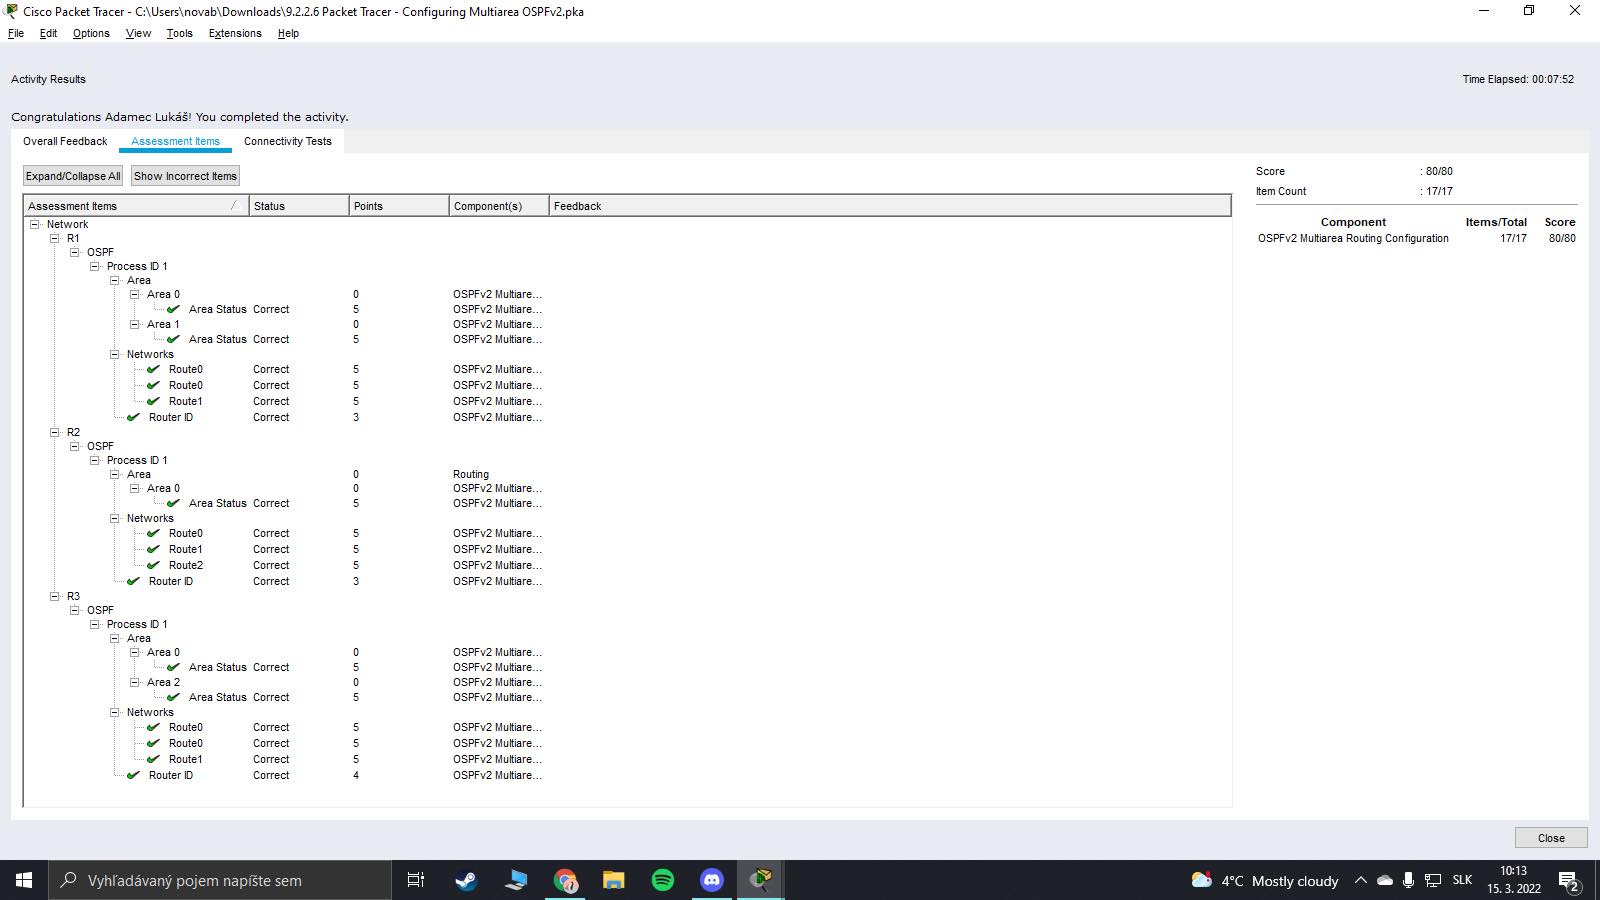 Cisco Packet Tracer - C:\Users\novab\Downloads\9.2.2.6 Packet Tracer - Configuring Multiarea OSPFv2.pka
File Edit Options View Tools Extensions Help
Activity Results
Time Elapsed: 00:07:52
Congratulations Adamec Lukáš! You completed the activity.
Overall Feedback Assessment Items Connectivity Tests
Expand/Collapse All Show Incorrect Items
Assessment Items Status Points Component(s) Feedback
Network
R1
OSPF
Process ID 1
Area
Area 0 0 OSPFv2 Multiare...
Area Status Correct 5 OSPFv2 Multiare...
Area 1 0 OSPFv2 Multiare...
Area Status Correct 5 OSPFv2 Multiare...
Networks
Route0 Correct 5 OSPFv2 Multiare...
Route0 Correct 5 OSPFv2 Multiare...
Route1 Correct 5 OSPFv2 Multiare...
Router ID Correct 3 OSPFv2 Multiare...
R2
OSPF
Process ID 1
Area 0 Routing
Area 0 0 OSPFv2 Multiare...
Area Status Correct 5 OSPFv2 Multiare...
Networks
Route0 Correct 5 OSPFv2 Multiare...
Route1 Correct 5 OSPFv2 Multiare...
Route2 Correct 5 OSPFv2 Multiare...
Router ID Correct 3 OSPFv2 Multiare...
R3
OSPF
Process ID 1
Area
Area 0 0 OSPFv2 Multiare...
Area Status Correct 5 OSPFv2 Multiare...
Area 2 0 OSPFv2 Multiare...
Area Status Correct 5 OSPFv2 Multiare...
Networks
Route0 Correct 5 OSPFv2 Multiare...
Route0 Correct 5 OSPFv2 Multiare...
Route1 Correct 5 OSPFv2 Multiare...
Router ID Correct 4 OSPFv2 Multiare...
Score : 80/80
Item Count : 17/17
Component Items/Total Score
OSPFv2 Multiarea Routing Configuration 17/17 80/80
Close
Vyhľadávaný pojem napíšte sem
4°C Mostly cloudy
SLK
10:13
15. 3. 2022
2